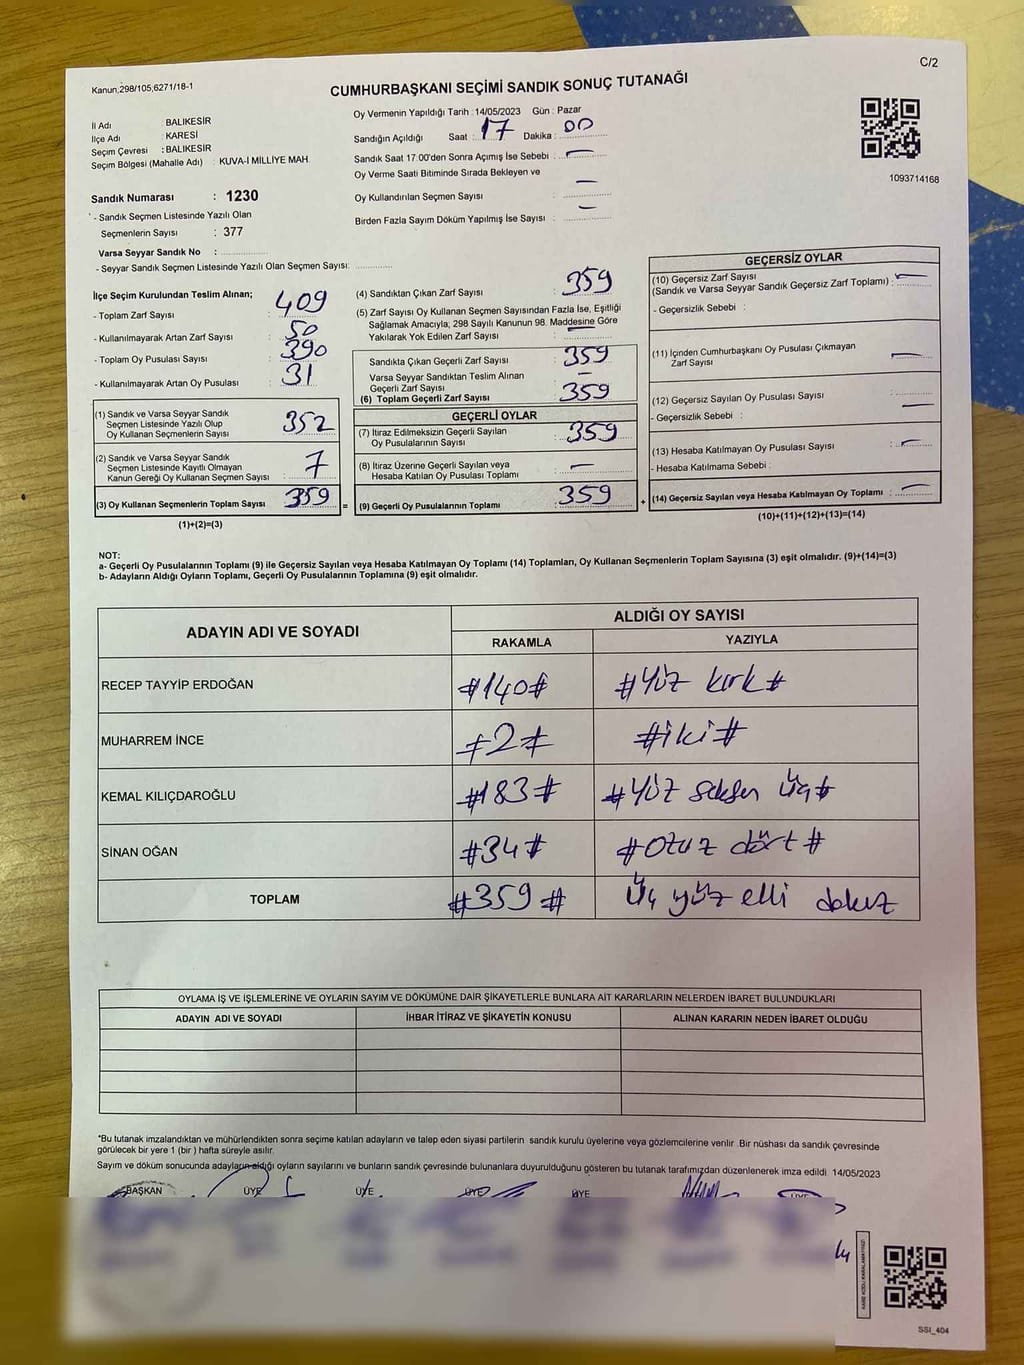 C/2
Kanun;298/105;6271/18-1
CUMHURBAŞKANI SEÇİMİ SANDIK SONUÇ TUTANAĞI
İl Adı : BALIKESİR
İlçe Adı : KARESİ
Seçim Çevresi : BALIKESİR
Seçim Bölgesi (Mahalle Adı) : KUVA-İ MİLLİYE MAH.
Sandık Numarası : 1230
- Sandık Seçmen Listesinde Yazılı Olan
Seçmenlerin Sayısı : 377
Varsa Seyyar Sandık No :
- Seyyar Sandık Seçmen Listesinde Yazılı Olan Seçmen Sayısı:
Oy Vermenin Yapıldığı Tarih : 14/05/2023 Gün : Pazar
Sandığın Açıldığı Saat : 17 Dakika : 00
Sandık Saat 17:00'den Sonra Açımış İse Sebebi : —
Oy Verme Saati Bitiminde Sırada Bekleyen ve
Oy Kullandırılan Seçmen Sayısı —
Birden Fazla Sayım Döküm Yapılmış İse Sayısı : —
1093714168
İlçe Seçim Kurulundan Teslim Alınan;
- Toplam Zarf Sayısı : 409
- Kullanılmayarak Artan Zarf Sayısı : 50
- Toplam Oy Pusulası Sayısı : 390
- Kullanılmayarak Artan Oy Pusulası : 31
(1) Sandık ve Varsa Seyyar Sandık
Seçmen Listesinde Yazılı Olup
Oy Kullanan Seçmenlerin Sayısı : 352
(2) Sandık ve Varsa Seyyar Sandık
Seçmen Listesinde Kayıtlı Olmayan
Kanun Gereği Oy Kullanan Seçmen Sayısı : 7
(3) Oy Kullanan Seçmenlerin Toplam Sayısı : 359
(1)+(2)=(3)
(4) Sandıktan Çıkan Zarf Sayısı : 359
(5) Zarf Sayısı Oy Kullanan Seçmen Sayısından Fazla İse, Eşitliği
Sağlamak Amacıyla; 298 Sayılı Kanunun 98. Maddesine Göre
Yakılarak Yok Edilen Zarf Sayısı :
Sandıkta Çıkan Geçerli Zarf Sayısı : 359
Varsa Seyyar Sandıktan Teslim Alınan
Geçerli Zarf Sayısı : —
(6) Toplam Geçerli Zarf Sayısı : 359
GEÇERLİ OYLAR
(7) İtiraz Edilmeksizin Geçerli Sayılan
Oy Pusulalarının Sayısı : 359
(8) İtiraz Üzerine Geçerli Sayılan veya
Hesaba Katılan Oy Pusulası Toplamı : —
= (9) Geçerli Oy Pusulalarının Toplamı : 359 +
GEÇERSİZ OYLAR
(10) Geçersiz Zarf Sayısı
(Sandık ve Varsa Seyyar Sandık Geçersiz Zarf Toplamı) : —
- Geçersizlik Sebebi :
(11) İçinden Cumhurbaşkanı Oy Pusulası Çıkmayan
Zarf Sayısı : —
(12) Geçersiz Sayılan Oy Pusulası Sayısı : —
- Geçersizlik Sebebi :
(13) Hesaba Katılmayan Oy Pusulası Sayısı : —
- Hesaba Katılmama Sebebi :
(14) Geçersiz Sayılan veya Hesaba Katılmayan Oy Toplamı : —
(10)+(11)+(12)+(13)=(14)
NOT:
a- Geçerli Oy Pusulalarının Toplamı (9) ile Geçersiz Sayılan veya Hesaba Katılmayan Oy Toplamı (14) Toplamları, Oy Kullanan Seçmenlerin Toplam Sayısına (3) eşit olmalıdır. (9)+(14)=(3)
b- Adayların Aldığı Oyların Toplamı, Geçerli Oy Pusulalarının Toplamına (9) eşit olmalıdır.
ADAYIN ADI VE SOYADI ALDIĞI OY SAYISI
RAKAMLA YAZIYLA
RECEP TAYYİP ERDOĞAN #140# #Yüz kırk#
MUHARREM İNCE #2# #iki#
KEMAL KILIÇDAROĞLU #183# #Yüz seksen üç#
SİNAN OĞAN #34# #Otuz dört#
TOPLAM #359# Üç yüz elli dokuz
OYLAMA İŞ VE İŞLEMLERİNE VE OYLARIN SAYIM VE DÖKÜMÜNE DAİR ŞİKAYETLERLE BUNLARA AİT KARARLARIN NELERDEN İBARET BULUNDUKLARI
ADAYIN ADI VE SOYADI İHBAR İTİRAZ VE ŞİKAYETİN KONUSU ALINAN KARARIN NEDEN İBARET OLDUĞU
*Bu tutanak imzalandıktan ve mühürlendikten sonra seçime katılan adayların ve talep eden siyasi partilerin sandık kurulu üyelerine veya gözlemcilerine verilir .Bir nüshası da sandık çevresinde
görülecek bir yere 1 (bir ) hafta süreyle asılır.
Sayım ve döküm sonucunda adayların aldığı oyların sayılarını ve bunların sandık çevresinde bulunanlara duyurulduğunu gösteren bu tutanak tarafımızdan düzenlenerek imza edildi. 14/05/2023
BAŞKAN ÜYE ÜYE ÜYE ÜYE ÜYE
KARE KODU KARALAMAYINIZ!
SSI_404